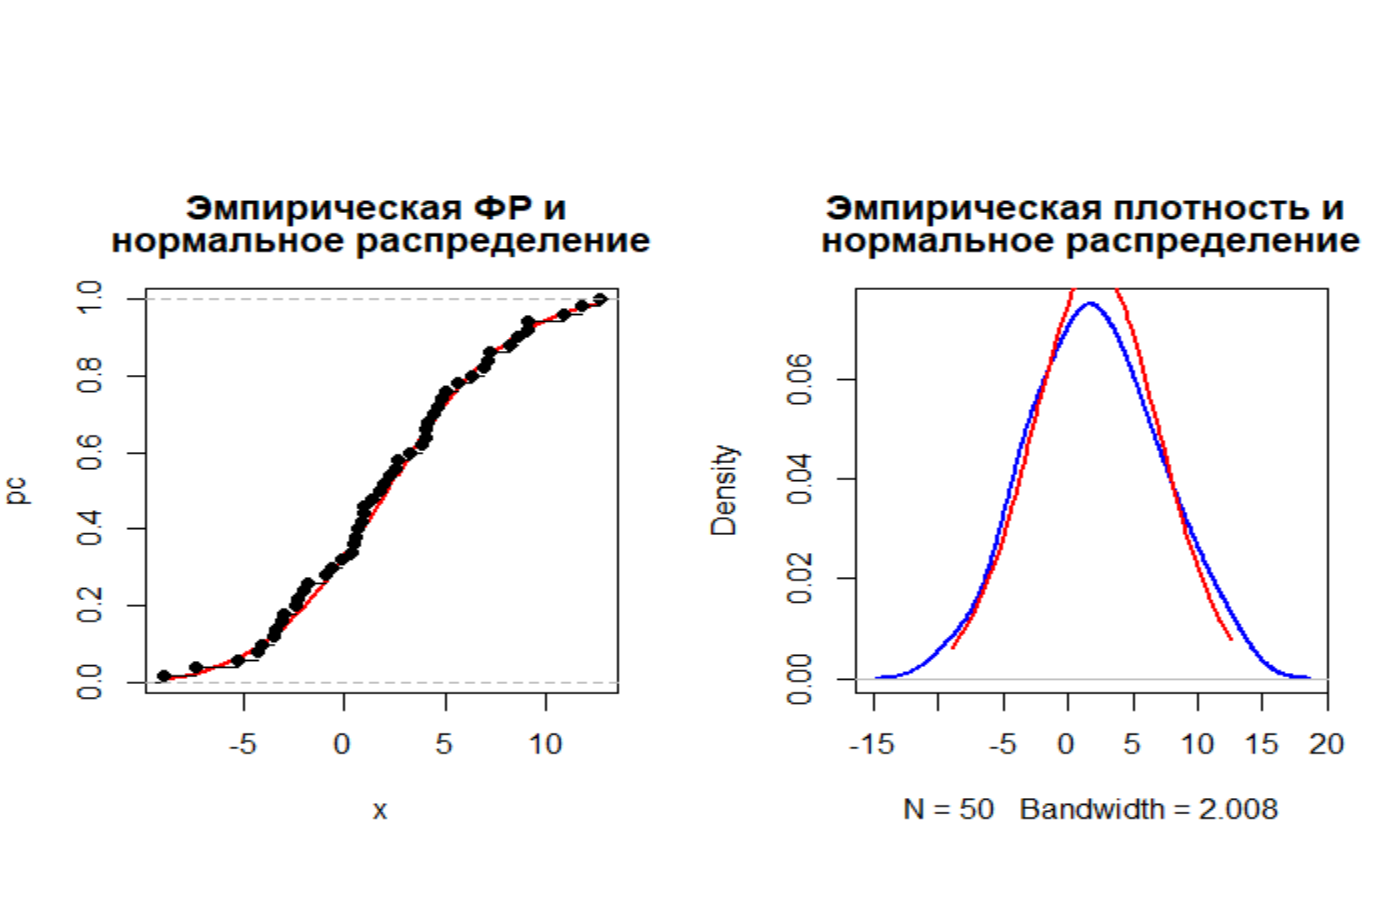 Эмпирическая ФР и
нормальное распределение
1.0
0.8
0.6
0.4
0.2
0.0
pc
-5 0 5 10
x
Эмпирическая плотность и
нормальное распределение
0.06
0.04
0.02
0.00
Density
-15 -5 0 5 10 15 20
N = 50 Bandwidth = 2.008